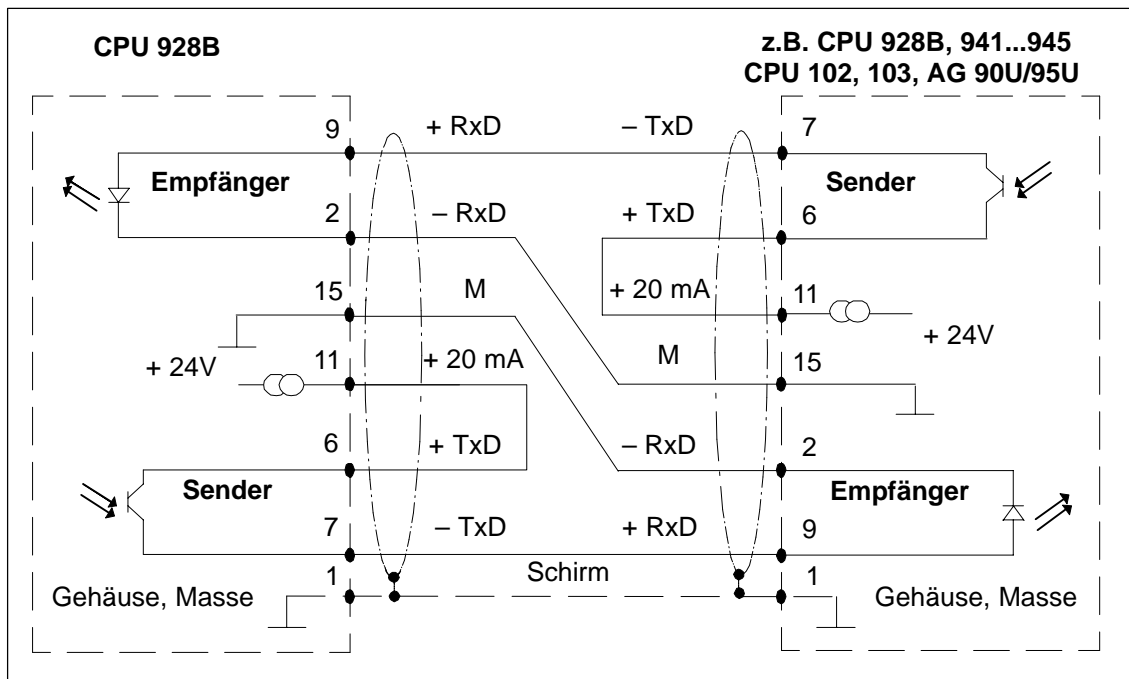 CPU 928B
z.B. CPU 928B, 941...945
CPU 102, 103, AG 90U/95U
9
+ RxD
– TxD
7
Empfänger
Sender
2
– RxD
+ TxD
6
15
M
+ 20 mA
11
+ 24V
11
+ 20 mA
M
15
+ 24V
6
+ TxD
– RxD
2
Sender
Empfänger
7
– TxD
+ RxD
9
1
Schirm
1
Gehäuse, Masse
Gehäuse, Masse